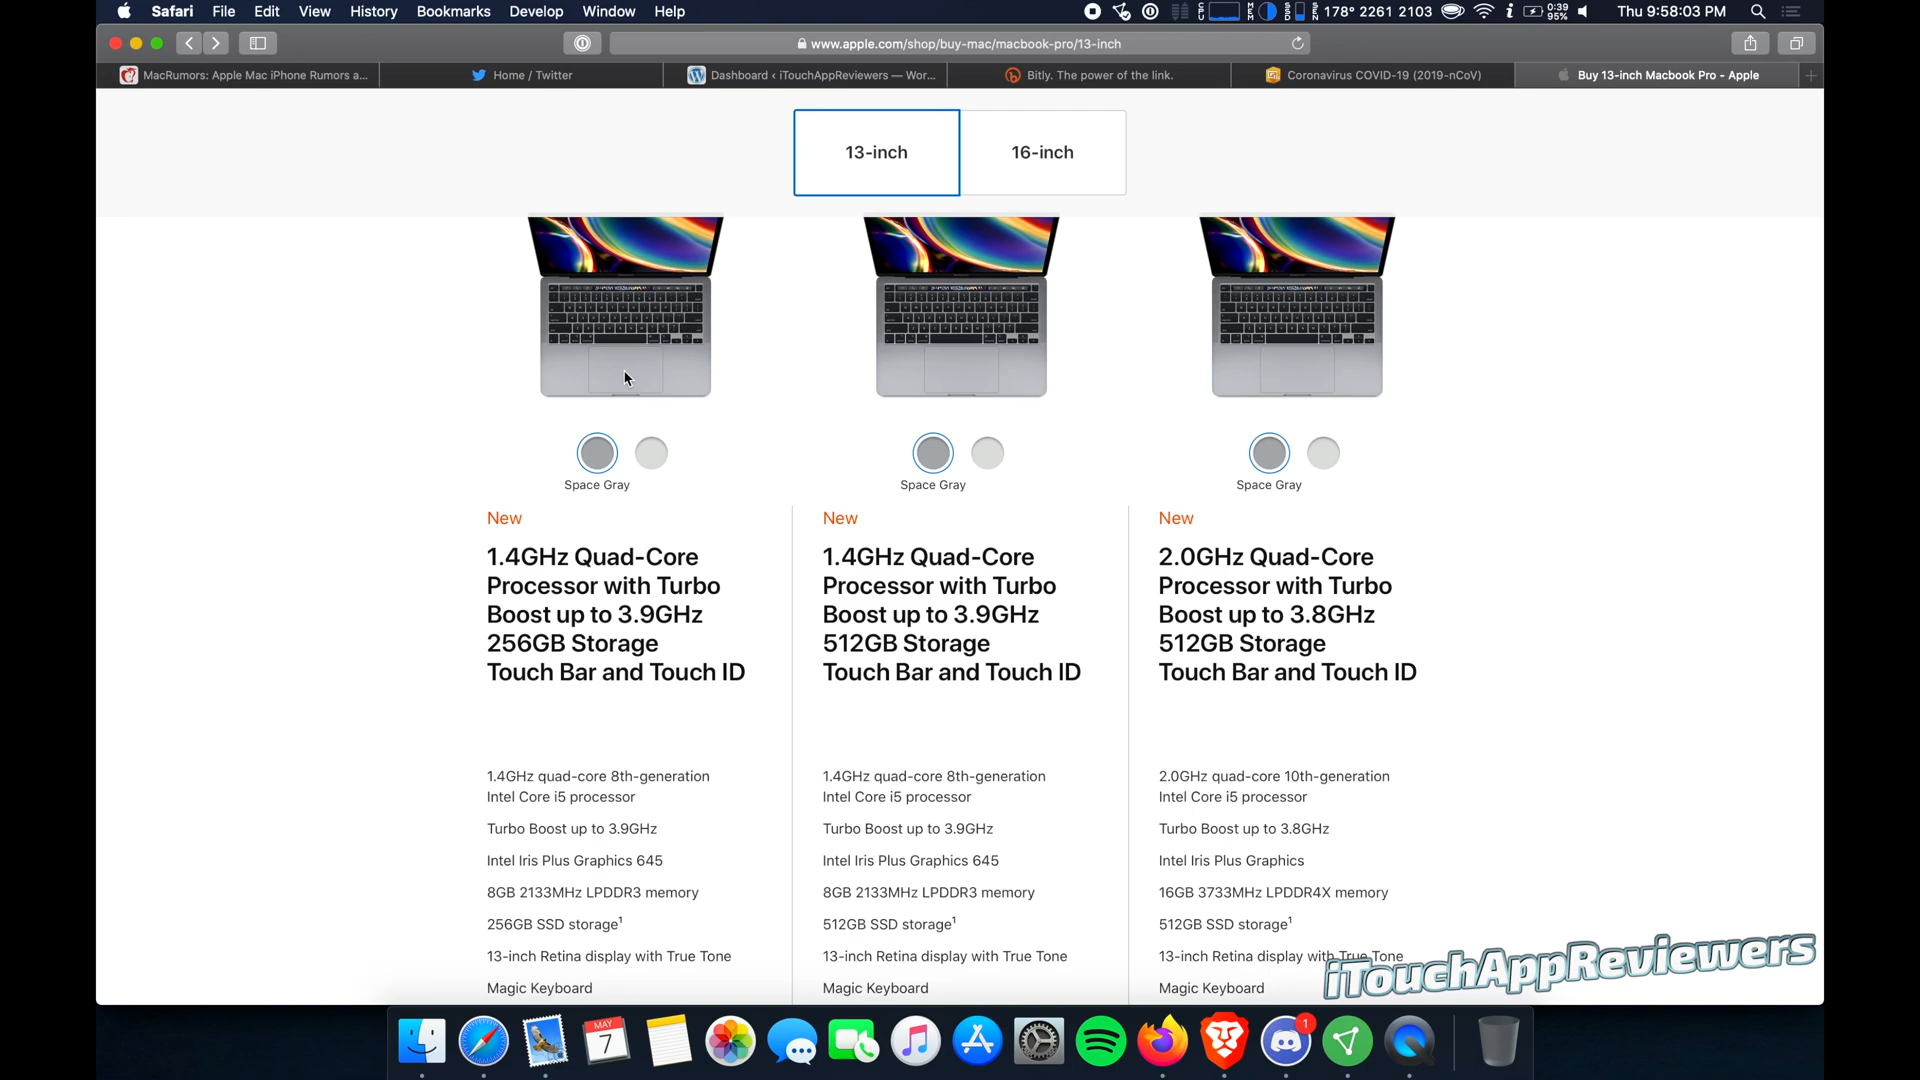 Safari File Edit View History Bookmarks Develop Window Help
178° 2261 2103 0:39 95% Thu 9:58:03 PM
www.apple.com/shop/buy-mac/macbook-pro/13-inch
MacRumors: Apple Mac iPhone Rumors a... Home / Twitter Dashboard ‹ iTouchAppReviewers — Wor... Bitly. The power of the link. Coronavirus COVID-19 (2019-nCoV) Buy 13-inch Macbook Pro - Apple
13-inch 16-inch
Space Gray Space Gray Space Gray
New
1.4GHz Quad-Core
Processor with Turbo
Boost up to 3.9GHz
256GB Storage
Touch Bar and Touch ID
1.4GHz quad-core 8th-generation
Intel Core i5 processor
Turbo Boost up to 3.9GHz
Intel Iris Plus Graphics 645
8GB 2133MHz LPDDR3 memory
256GB SSD storage¹
13-inch Retina display with True Tone
Magic Keyboard
New
1.4GHz Quad-Core
Processor with Turbo
Boost up to 3.9GHz
512GB Storage
Touch Bar and Touch ID
1.4GHz quad-core 8th-generation
Intel Core i5 processor
Turbo Boost up to 3.9GHz
Intel Iris Plus Graphics 645
8GB 2133MHz LPDDR3 memory
512GB SSD storage¹
13-inch Retina display with True Tone
Magic Keyboard
New
2.0GHz Quad-Core
Processor with Turbo
Boost up to 3.8GHz
512GB Storage
Touch Bar and Touch ID
2.0GHz quad-core 10th-generation
Intel Core i5 processor
Turbo Boost up to 3.8GHz
Intel Iris Plus Graphics
16GB 3733MHz LPDDR4X memory
512GB SSD storage¹
13-inch Retina display with True Tone
Magic Keyboard
iTouchAppReviewers
MAY
7
1